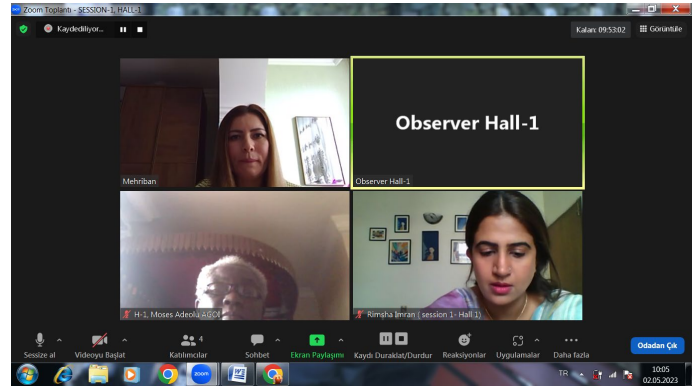 Zoom Toplantı - SESSION-1, HALL-1
Kaydediliyor...
Kalan: 09:53:02
Görüntüle
Mehriban
Observer Hall-1
Observer Hall-1
H-1, Moses Adeolu AGOI
Rimsha Imran ( session 1- Hall 1)
4
Sessize al
Videoyu Başlat
Katılımcılar
Sohbet
Ekran Paylaşımı
Kaydı Duraklat/Durdur
Reaksiyonlar
Uygulamalar
Daha fazla
Odadan Çık
zoom
TR
10:05
02.05.2023